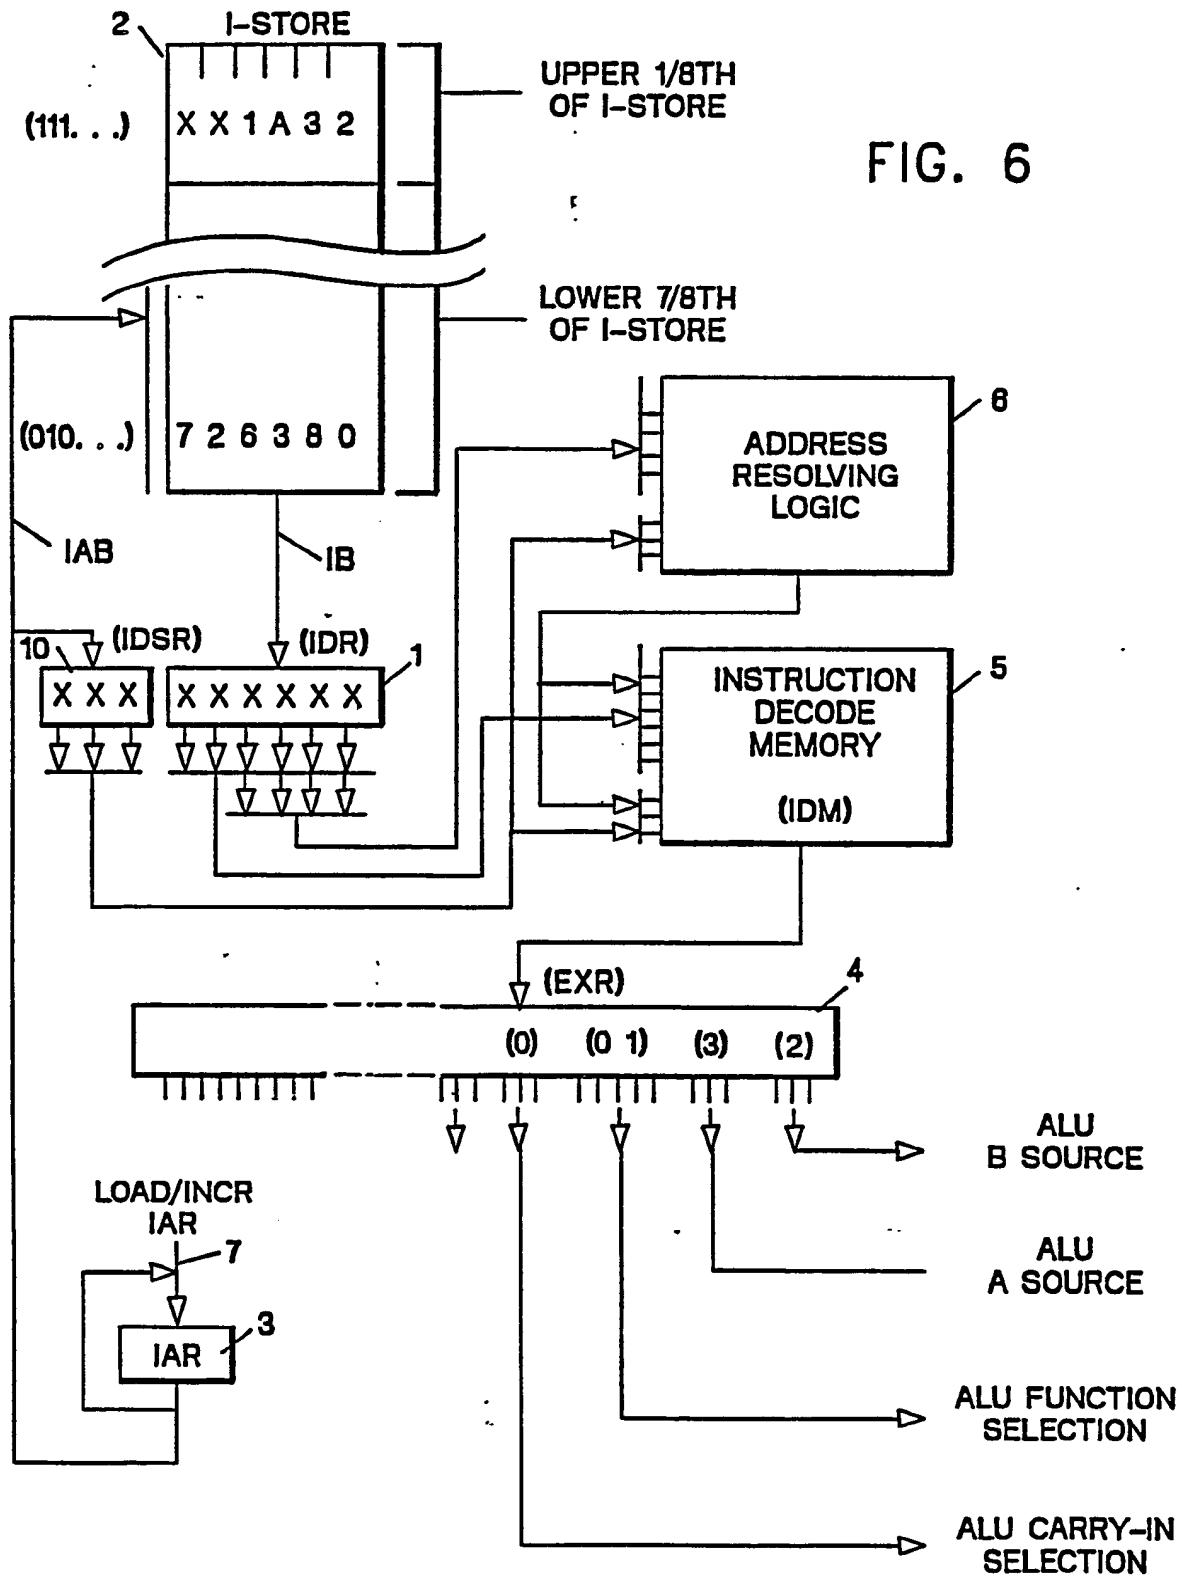 2
I-STORE
UPPER 1/8TH
OF I-STORE
(111. . .)
X X 1 A 3 2
FIG. 6
LOWER 7/8TH
OF I-STORE
(010. . .)
7 2 6 3 8 0
6
ADDRESS
RESOLVING
LOGIC
IAB
IB
10
(IDSR)
(IDR)
1
X X X
X X X X X X
5
INSTRUCTION
DECODE
MEMORY
(IDM)
(EXR)
4
(0)
(0 1)
(3)
(2)
ALU
B SOURCE
LOAD/INCR
IAR
7
ALU
A SOURCE
3
IAR
ALU FUNCTION
SELECTION
ALU CARRY-IN
SELECTION